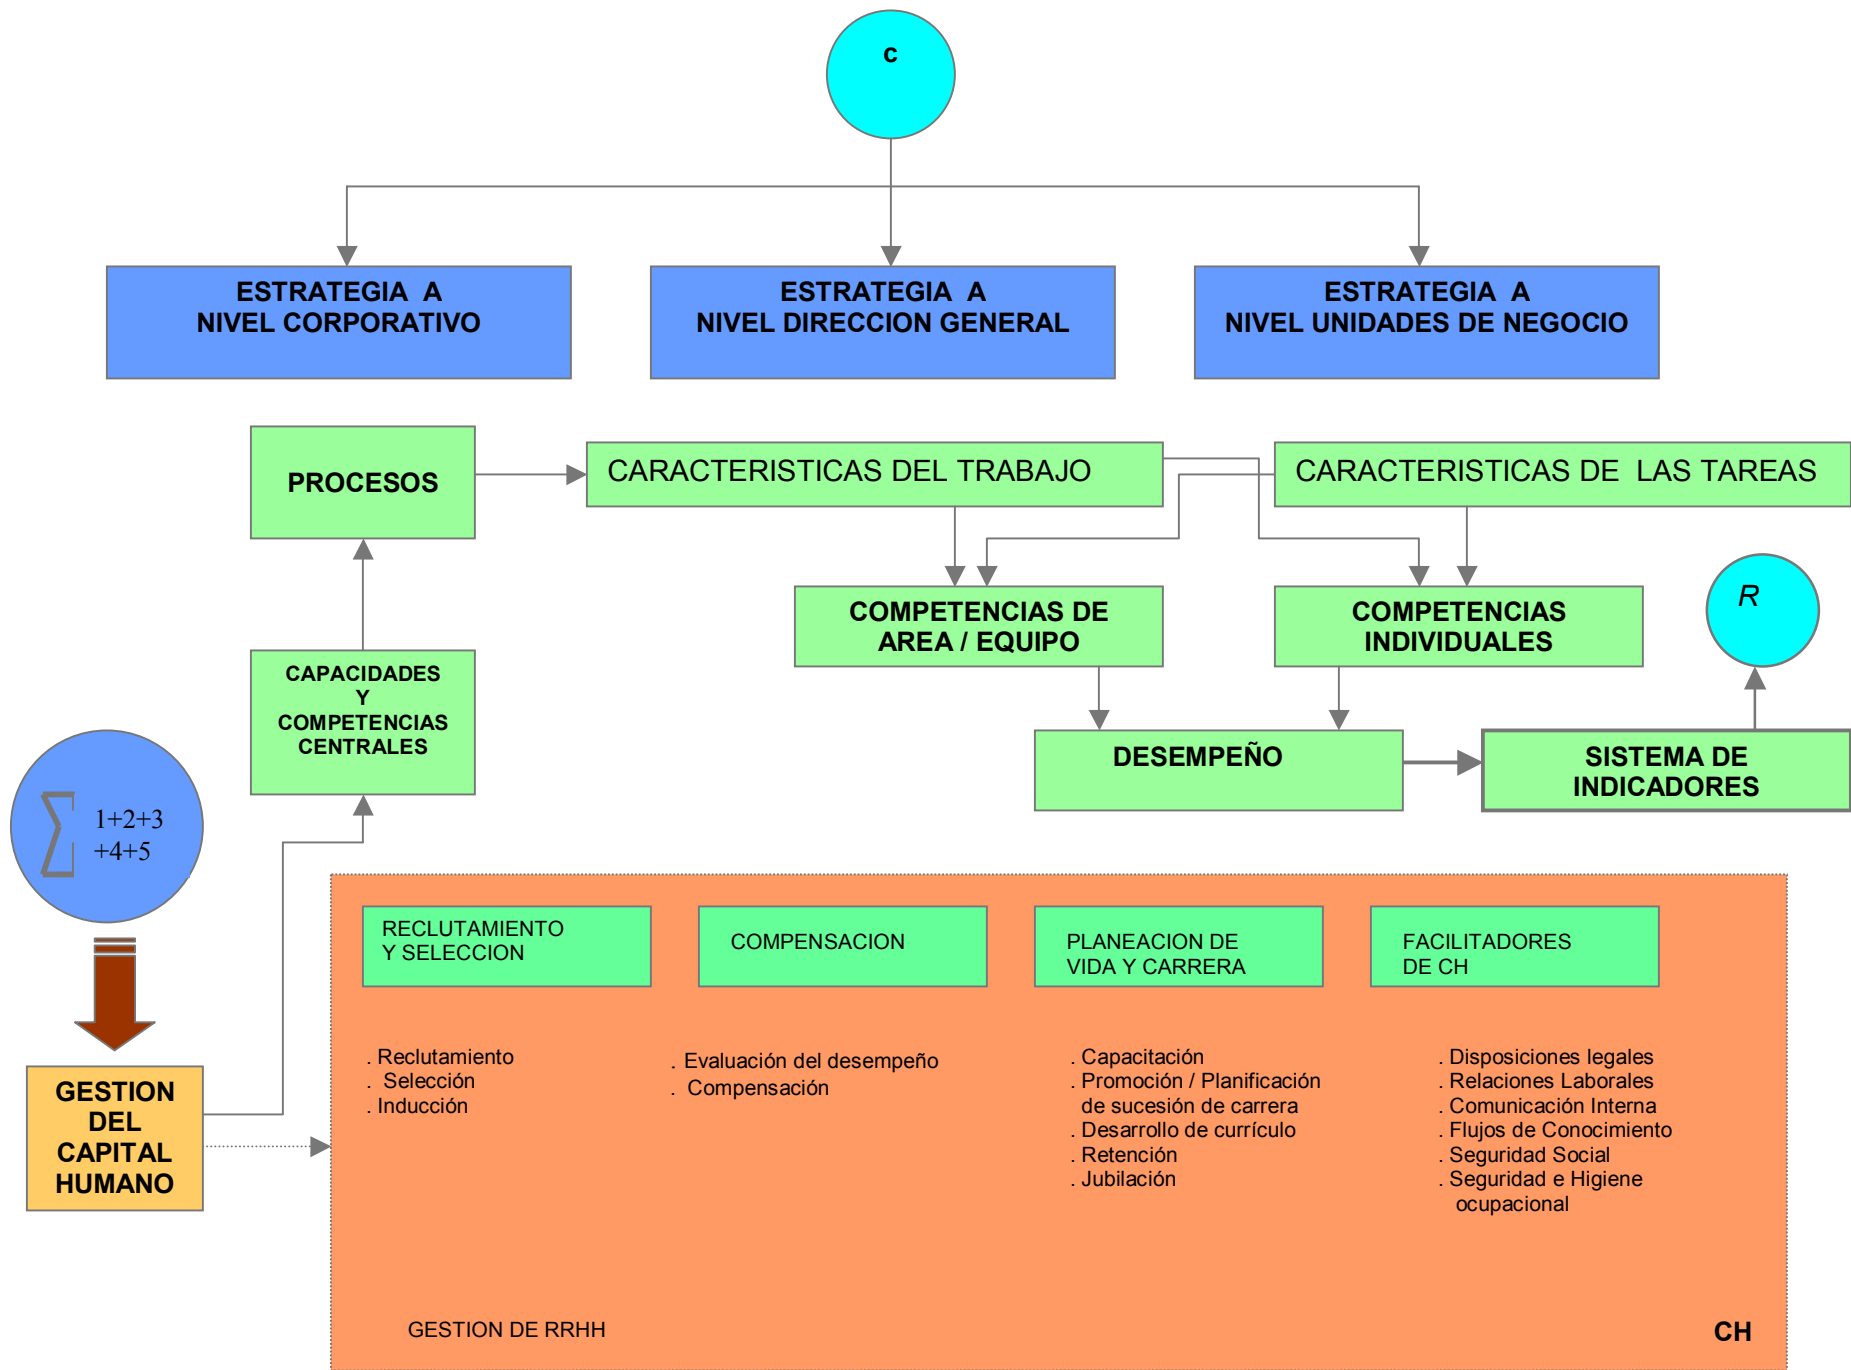 c
ESTRATEGIA A
NIVEL CORPORATIVO
ESTRATEGIA A
NIVEL DIRECCION GENERAL
ESTRATEGIA A
NIVEL UNIDADES DE NEGOCIO
PROCESOS
CARACTERISTICAS DEL TRABAJO
CARACTERISTICAS DE LAS TAREAS
COMPETENCIAS DE
AREA / EQUIPO
COMPETENCIAS
INDIVIDUALES
R
CAPACIDADES
Y
COMPETENCIAS
CENTRALES
DESEMPEÑO
SISTEMA DE
INDICADORES
∑ 1+2+3
+4+5
GESTION
DEL
CAPITAL
HUMANO
RECLUTAMIENTO
Y SELECCION
COMPENSACION
PLANEACION DE
VIDA Y CARRERA
FACILITADORES
DE CH
. Reclutamiento
. Selección
. Inducción
. Evaluación del desempeño
. Compensación
. Capacitación
. Promoción / Planificación
de sucesión de carrera
. Desarrollo de currículo
. Retención
. Jubilación
. Disposiciones legales
. Relaciones Laborales
. Comunicación Interna
. Flujos de Conocimiento
. Seguridad Social
. Seguridad e Higiene
ocupacional
GESTION DE RRHH
CH